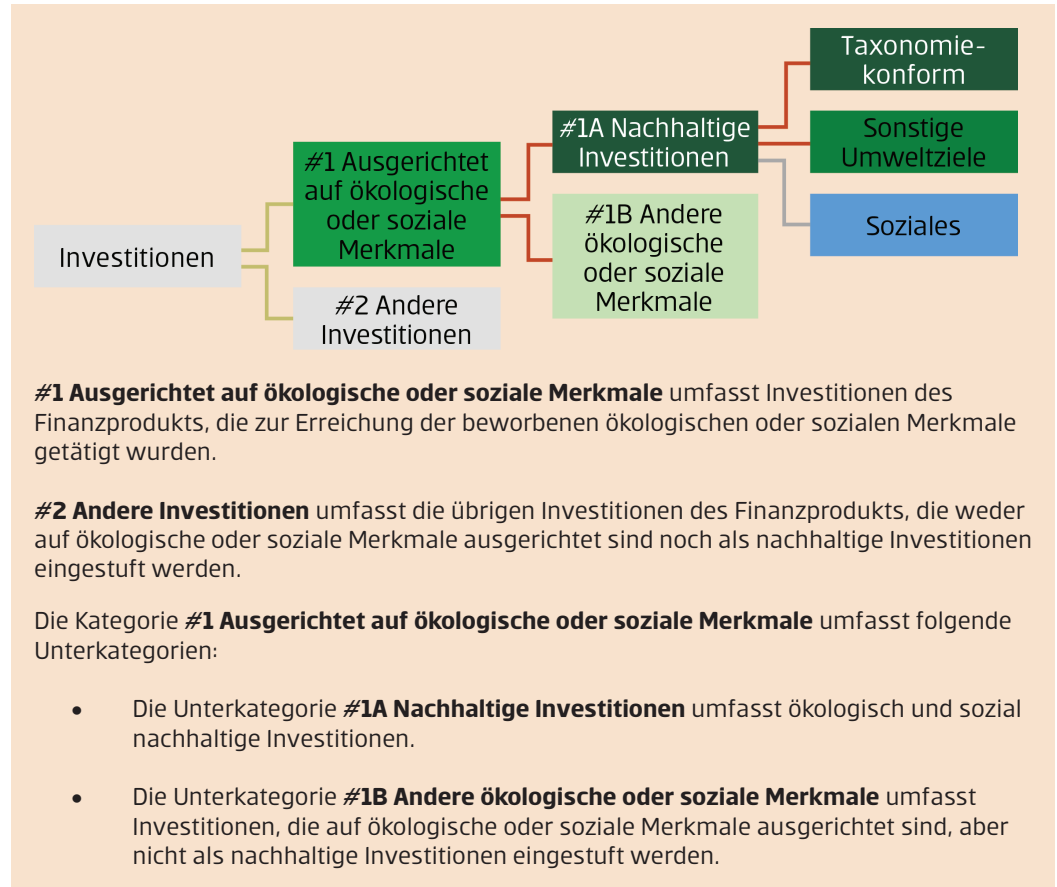 Taxonomie-
konform
#1A Nachhaltige
Investitionen
Sonstige
Umweltziele
#1 Ausgerichtet
auf ökologische
oder soziale
Merkmale
#1B Andere
ökologische
oder soziale
Merkmale
Soziales
Investitionen
#2 Andere
Investitionen
#1 Ausgerichtet auf ökologische oder soziale Merkmale umfasst Investitionen des
Finanzprodukts, die zur Erreichung der beworbenen ökologischen oder sozialen Merkmale
getätigt wurden.
#2 Andere Investitionen umfasst die übrigen Investitionen des Finanzprodukts, die weder
auf ökologische oder soziale Merkmale ausgerichtet sind noch als nachhaltige Investitionen
eingestuft werden.
Die Kategorie #1 Ausgerichtet auf ökologische oder soziale Merkmale umfasst folgende
Unterkategorien:
• Die Unterkategorie #1A Nachhaltige Investitionen umfasst ökologisch und sozial
nachhaltige Investitionen.
• Die Unterkategorie #1B Andere ökologische oder soziale Merkmale umfasst
Investitionen, die auf ökologische oder soziale Merkmale ausgerichtet sind, aber
nicht als nachhaltige Investitionen eingestuft werden.